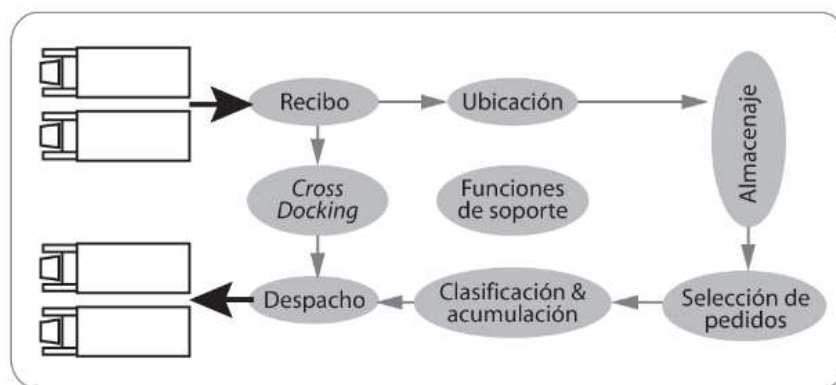 Recibo
Ubicación
Almacenaje
Cross
Docking
Funciones
de soporte
Despacho
Clasificación &
acumulación
Selección de
pedidos